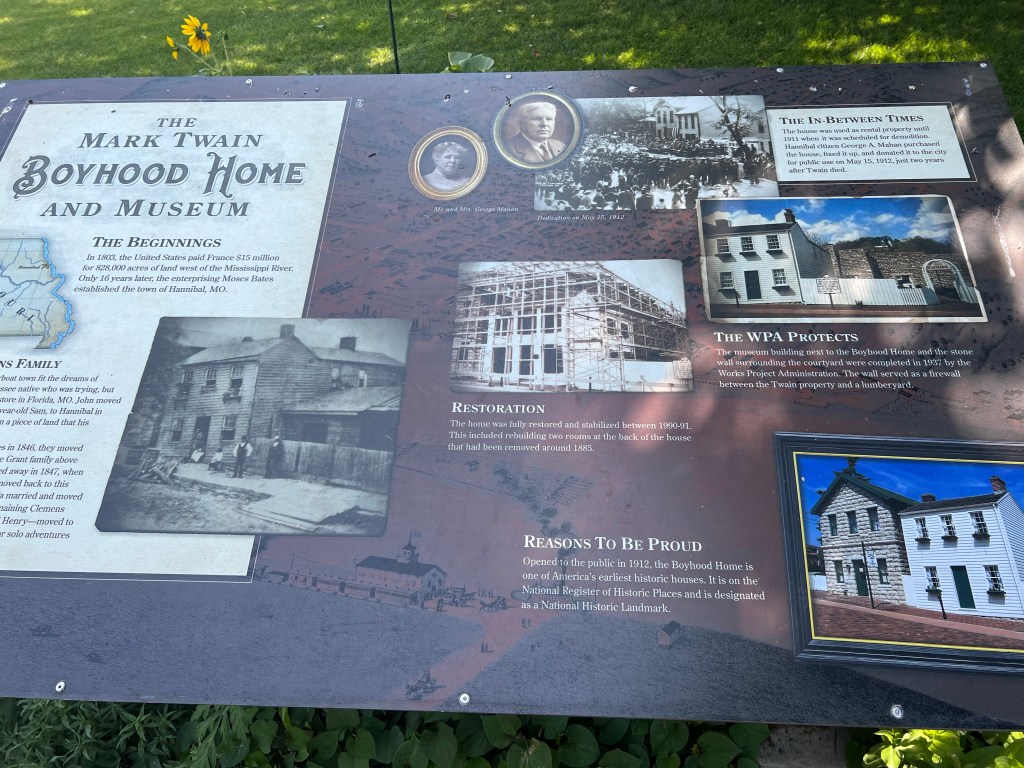 THE
MARK TWAIN
BOYHOOD HOME
AND MUSEUM
THE BEGINNINGS
In 1803, the United States paid France $15 million
for 828,000 acres of land west of the Mississippi River.
Only 16 years later, the enterprising Moses Bates
established the town of Hannibal, MO.
NS FAMILY
rboat town fit the dreams of
ssee native who was trying, but
store in Florida, MO. John moved
year-old Sam, to Hannibal in
n a piece of land that his
es in 1846, they moved
e Grant family above
ed away in 1847, when
moved back to this
a married and moved
maining Clemens
Henry—moved to
r solo adventures
Mr. and Mrs. George Mahan
Dedication on May 15, 1912
THE IN-BETWEEN TIMES
The house was used as rental property until
1911 when it was scheduled for demolition.
Hannibal citizen George A. Mahan purchased
the house, fixed it up, and donated it to the city
for public use on May 15, 1912, just two years
after Twain died.
THE WPA PROTECTS
The museum building next to the Boyhood Home and the stone
wall surrounding the courtyard were completed in 1937 by the
Works Project Administration. The wall served as a firewall
between the Twain property and a lumberyard.
RESTORATION
The home was fully restored and stabilized between 1990-91.
This included rebuilding two rooms at the back of the house
that had been removed around 1885.
REASONS TO BE PROUD
Opened to the public in 1912, the Boyhood Home is
one of America's earliest historic houses. It is on the
National Register of Historic Places and is designated
as a National Historic Landmark.